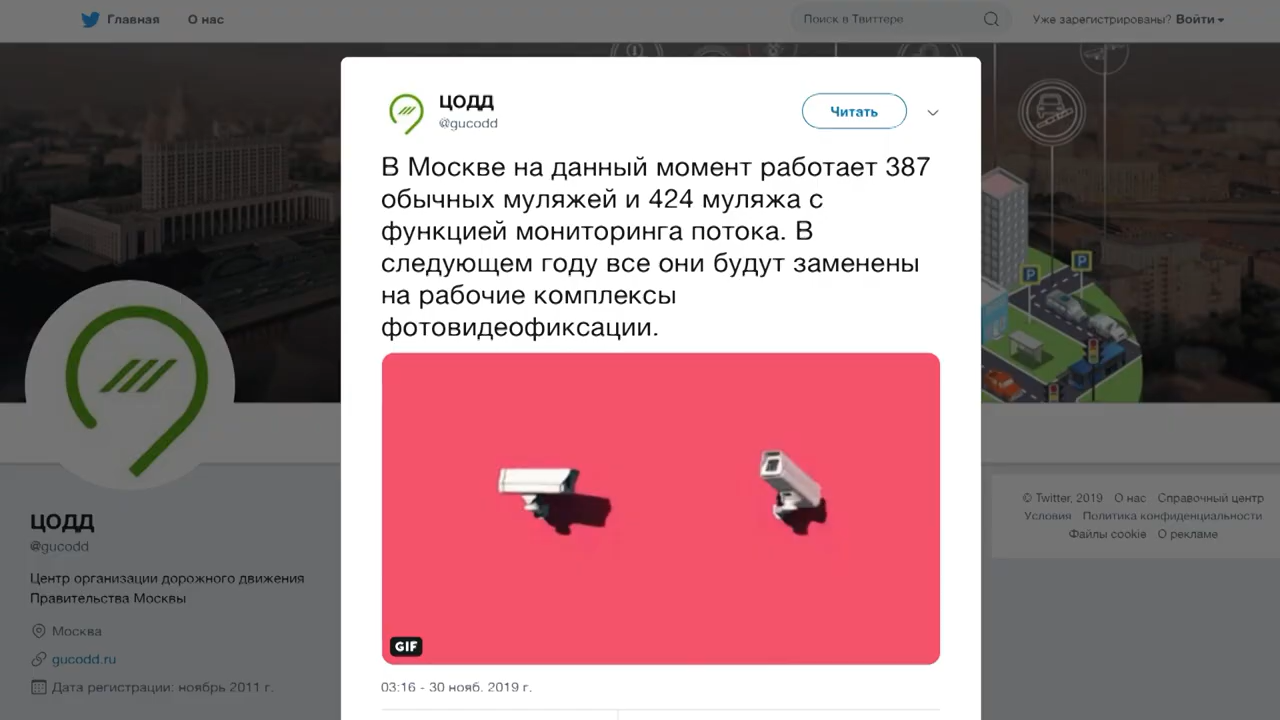 Главная
О нас
Поиск в Твиттере
Уже зарегистрированы? Войти
ЦОДД
@gucodd
Читать
В Москве на данный момент работает 387
обычных муляжей и 424 муляжа с
функцией мониторинга потока. В
следующем году все они будут заменены
на рабочие комплексы
фотовидеофиксации.
GIF
03:16 - 30 нояб. 2019 г.
ЦОДД
@gucodd
Центр организации дорожного движения
Правительства Москвы
Москва
gucodd.ru
Дата регистрации: ноябрь 2011 г.
P
P
© Twitter, 2019 О нас Справочный центр
Условия Политика конфиденциальности
Файлы cookie О рекламе